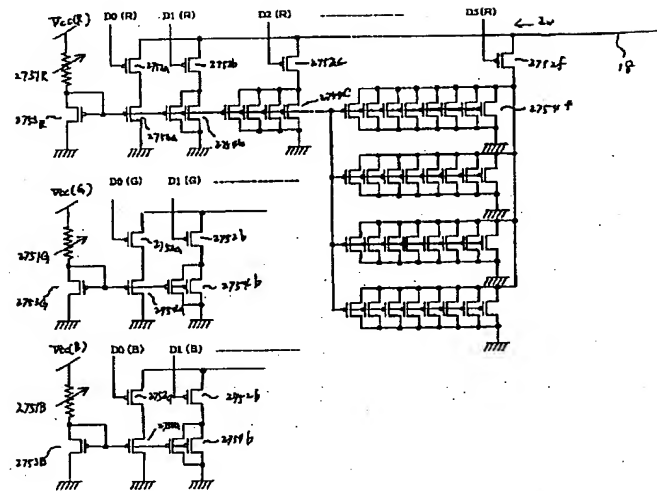 Vcc(R)
D0 (R)
D1 (R)
D2 (R)
D5 (R)
Iw
2751R
2752a
2752b
2752c
2752f
18
2753R
2754a
2754b
2754C
2754f
Vcc(G)
D0 (G)
D1 (G)
2751G
2752a
2752b
2753G
2754a
2754b
D0 (B)
D1 (B)
2751B
2752a
2752b
2753B
2754a
2754b